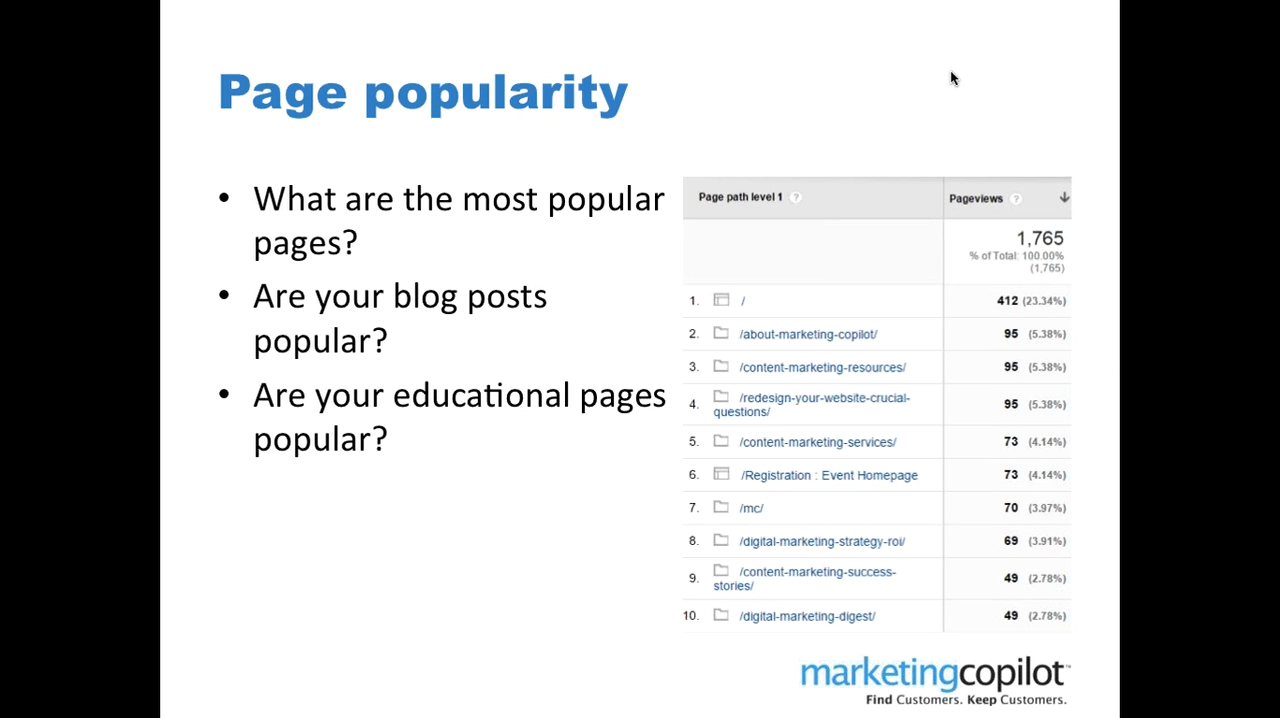 Page popularity
• What are the most popular
pages?
• Are your blog posts
popular?
• Are your educational pages
popular?
Page path level 1 ? Pageviews ?
1,765
% of Total: 100.00%
(1,765)
1. / 412 (23.34%)
2. /about-marketing-copilot/ 95 (5.38%)
3. /content-marketing-resources/ 95 (5.38%)
4. /redesign-your-website-crucial-
questions/ 95 (5.38%)
5. /content-marketing-services/ 73 (4.14%)
6. /Registration : Event Homepage 73 (4.14%)
7. /mc/ 70 (3.97%)
8. /digital-marketing-strategy-roi/ 69 (3.91%)
9. /content-marketing-success-
stories/ 49 (2.78%)
10. /digital-marketing-digest/ 49 (2.78%)
marketingcopilot™
Find Customers. Keep Customers.